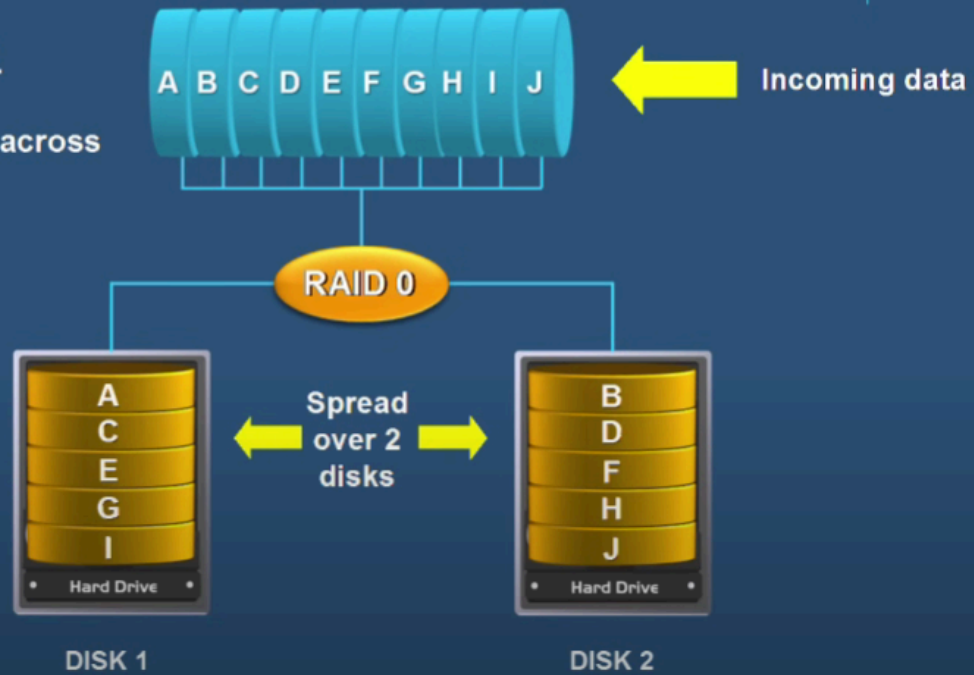 A B C D E F G H I J
Incoming data
across
RAID 0
A
C
E
G
I
Hard Drive
Spread
over 2
disks
B
D
F
H
J
Hard Drive
DISK 1
DISK 2